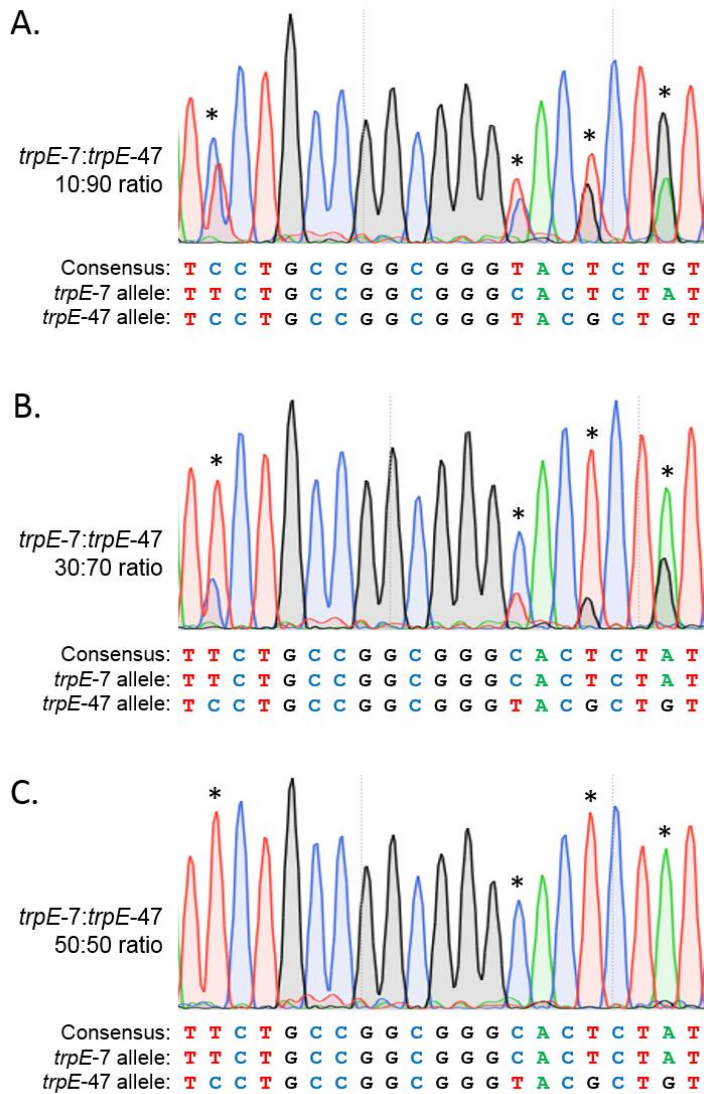 A.
* * * *
trpE-7:trpE-47
10:90 ratio
Consensus: T C C T G C C G G C G G G T A C T C T G T
trpE-7 allele: T T C T G C C G G C G G G C A C T C T A T
trpE-47 allele: T C C T G C C G G C G G G T A C G C T G T
B.
* * * *
trpE-7:trpE-47
30:70 ratio
Consensus: T T C T G C C G G C G G G C A C T C T A T
trpE-7 allele: T T C T G C C G G C G G G C A C T C T A T
trpE-47 allele: T C C T G C C G G C G G G T A C G C T G T
C.
* * * *
trpE-7:trpE-47
50:50 ratio
Consensus: T T C T G C C G G C G G G C A C T C T A T
trpE-7 allele: T T C T G C C G G C G G G C A C T C T A T
trpE-47 allele: T C C T G C C G G C G G G T A C G C T G T